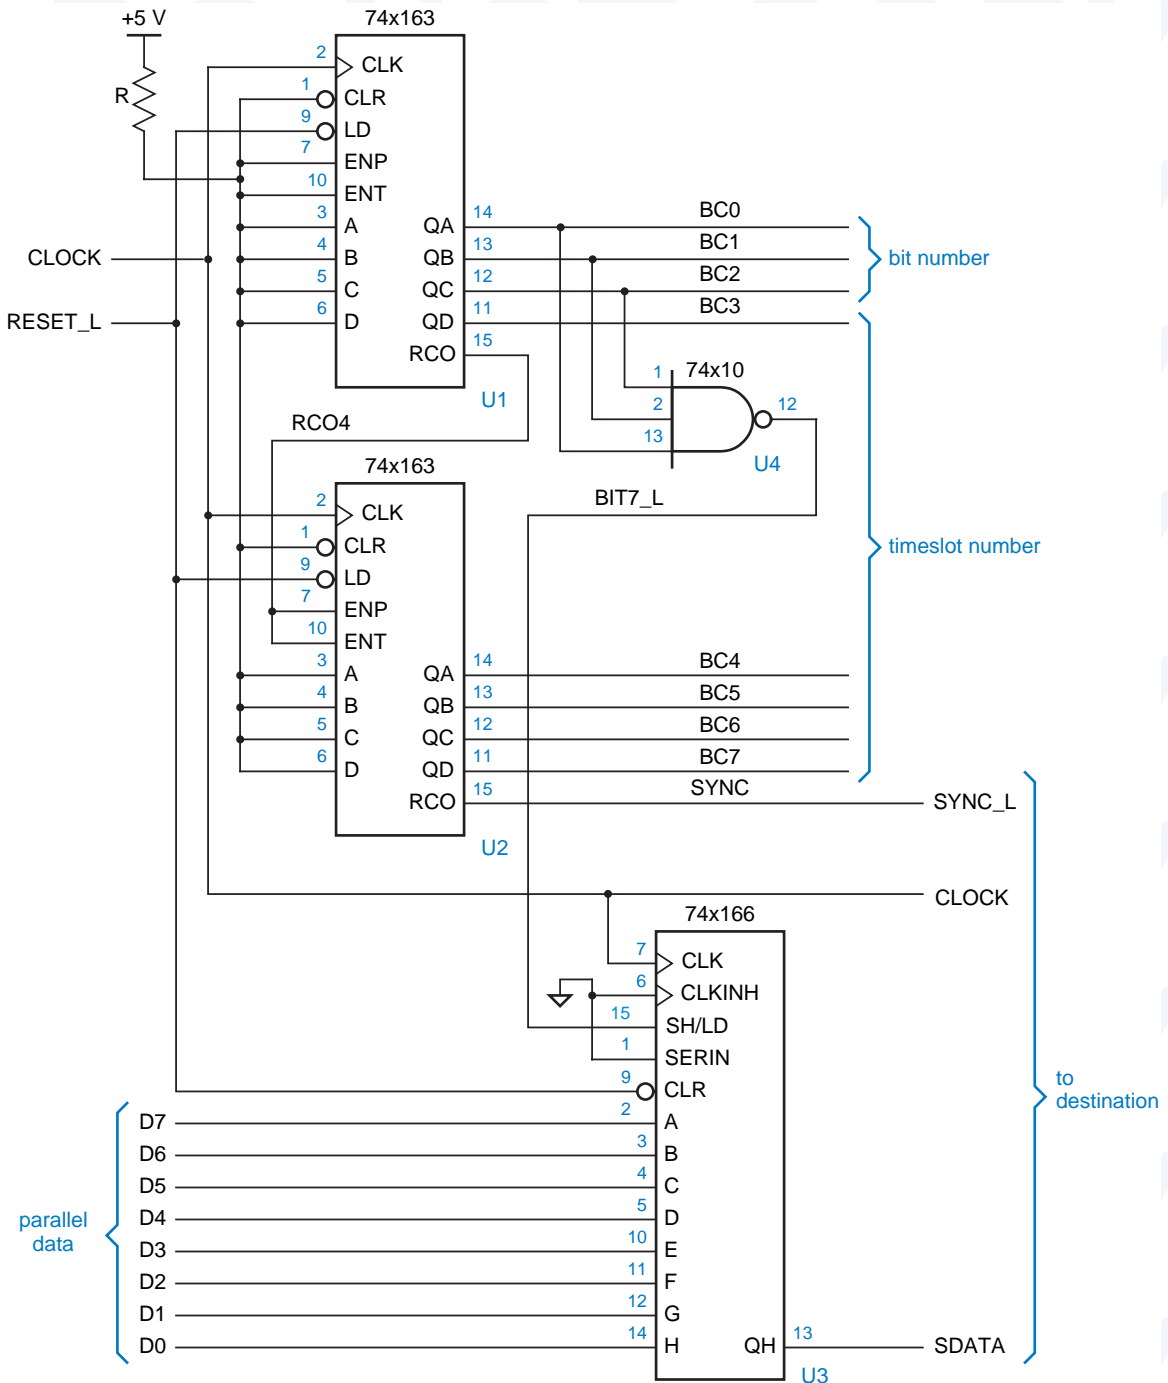 +5 V
R
CLOCK
RESET_L
74x163
2 CLK
1 CLR
9 LD
7 ENP
10 ENT
3 A QA 14 BC0
4 B QB 13 BC1
5 C QC 12 BC2
6 D QD 11 BC3
RCO 15
U1
bit number
RCO4
74x10
1
2
13
12
U4
BIT7_L
timeslot number
74x163
2 CLK
1 CLR
9 LD
7 ENP
10 ENT
3 A QA 14 BC4
4 B QB 13 BC5
5 C QC 12 BC6
6 D QD 11 BC7
RCO 15 SYNC SYNC_L
U2
CLOCK
74x166
7 CLK
6 CLKINH
15 SH/LD
1 SERIN
9 CLR
D7 2 A
D6 3 B
D5 4 C
D4 5 D
D3 10 E
D2 11 F
D1 12 G
D0 14 H QH 13 SDATA
U3
parallel
data
to
destination